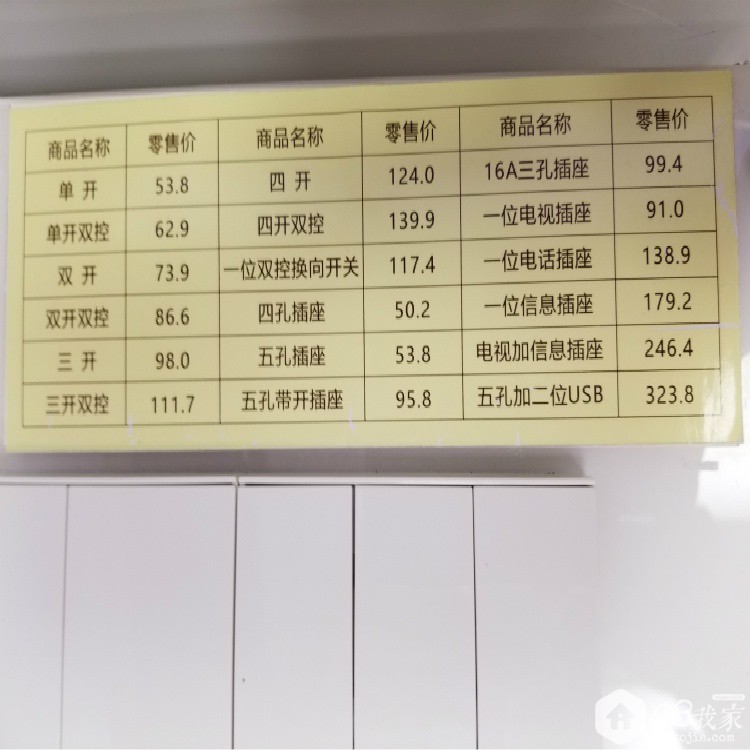 商品名称 零售价 商品名称 零售价 商品名称 零售价
单开 53.8 四开 124.0 16A三孔插座 99.4
单开双控 62.9 四开双控 139.9 一位电视插座 91.0
双开 73.9 一位双控换向开关 117.4 一位电话插座 138.9
双开双控 86.6 四孔插座 50.2 一位信息插座 179.2
三开 98.0 五孔插座 53.8 电视加信息插座 246.4
三开双控 111.7 五孔带开插座 95.8 五孔加二位USB 323.8
我家